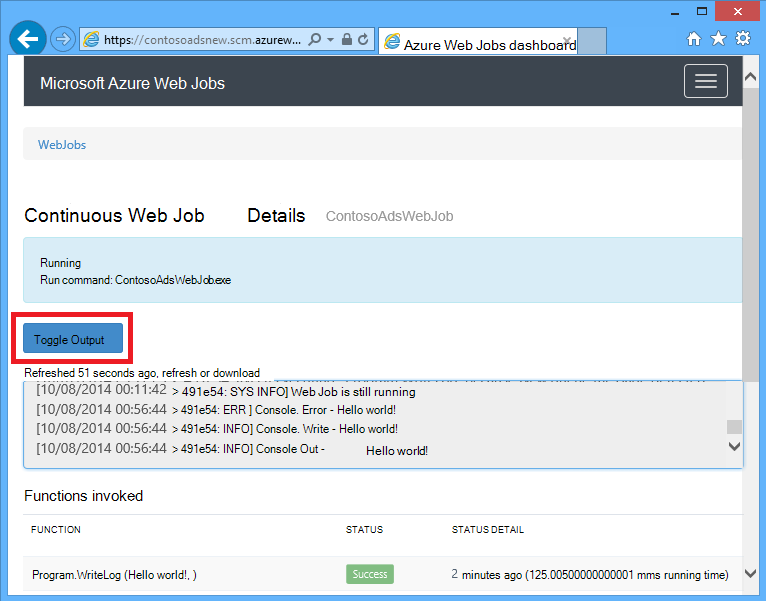 https://contosoadsnew.scm.azurew...
Azure Web Jobs dashboard
Microsoft Azure Web Jobs
WebJobs
Continuous Web Job Details ContosoAdsWebJob
Running
Run command: ContosoAdsWebJob.exe
Toggle Output
Refreshed 51 seconds ago, refresh or download
[10/08/2014 00:11:42 > 491e54: SYS INFO] Web Job is still running
[10/08/2014 00:56:44 > 491e54: ERR ] Console. Error - Hello world!
[10/08/2014 00:56:44 > 491e54: INFO] Console. Write - Hello world!
[10/08/2014 00:56:44 > 491e54: INFO] Console Out - Hello world!
Functions invoked
FUNCTION STATUS STATUS DETAIL
Program.WriteLog (Hello world!, ) Success 2 minutes ago (125.00500000000001 mms running time)